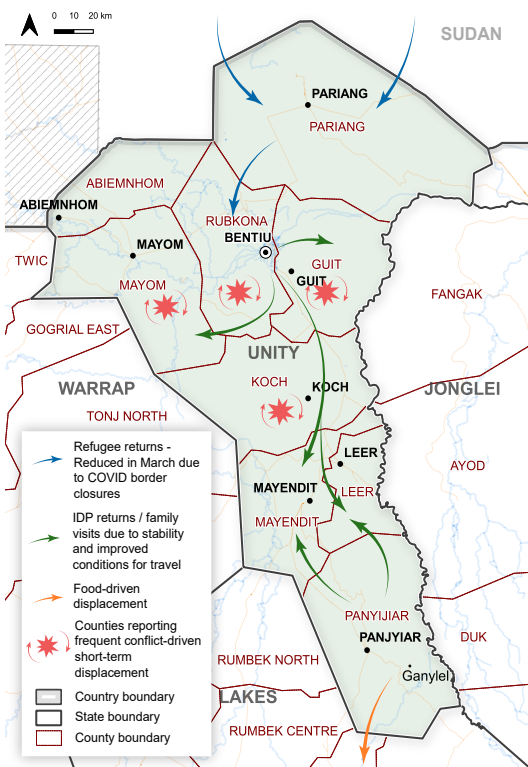 0 10 20 km
SUDAN
PARIANG
PARIANG
ABIEMNHOM
ABIEMNHOM
RUBKONA
BENTIU
MAYOM
TWIC
GUIT
GUIT
MAYOM
FANGAK
GOGRIAL EAST
UNITY
KOCH
KOCH
WARRAP
JONGLEI
TONJ NORTH
LEER
AYOD
MAYENDIT
LEER
MAYENDIT
Refugee returns -
Reduced in March due
to COVID border
closures
IDP returns / family
visits due to stability
and improved
conditions for travel
Food-driven
displacement
Counties reporting
frequent conflict-driven
short-term
displacement
Country boundary
State boundary
County boundary
PANYIJIAR
PANJYIAR
DUK
Ganylel
RUMBEK NORTH
LAKES
RUMBEK CENTRE